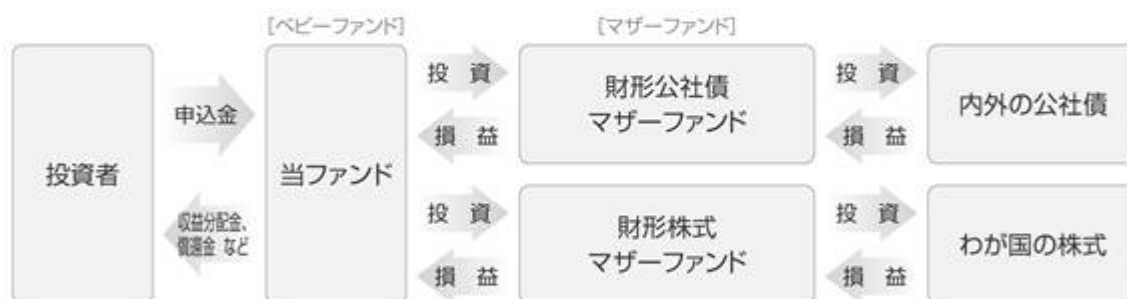 [ベビーファンド]
[マザーファンド]
投資者
申込金
収益分配金、
償還金 など
当ファンド
投 資
損 益
財形公社債
マザーファンド
投 資
損 益
内外の公社債
投 資
損 益
財形株式
マザーファンド
投 資
損 益
わが国の株式